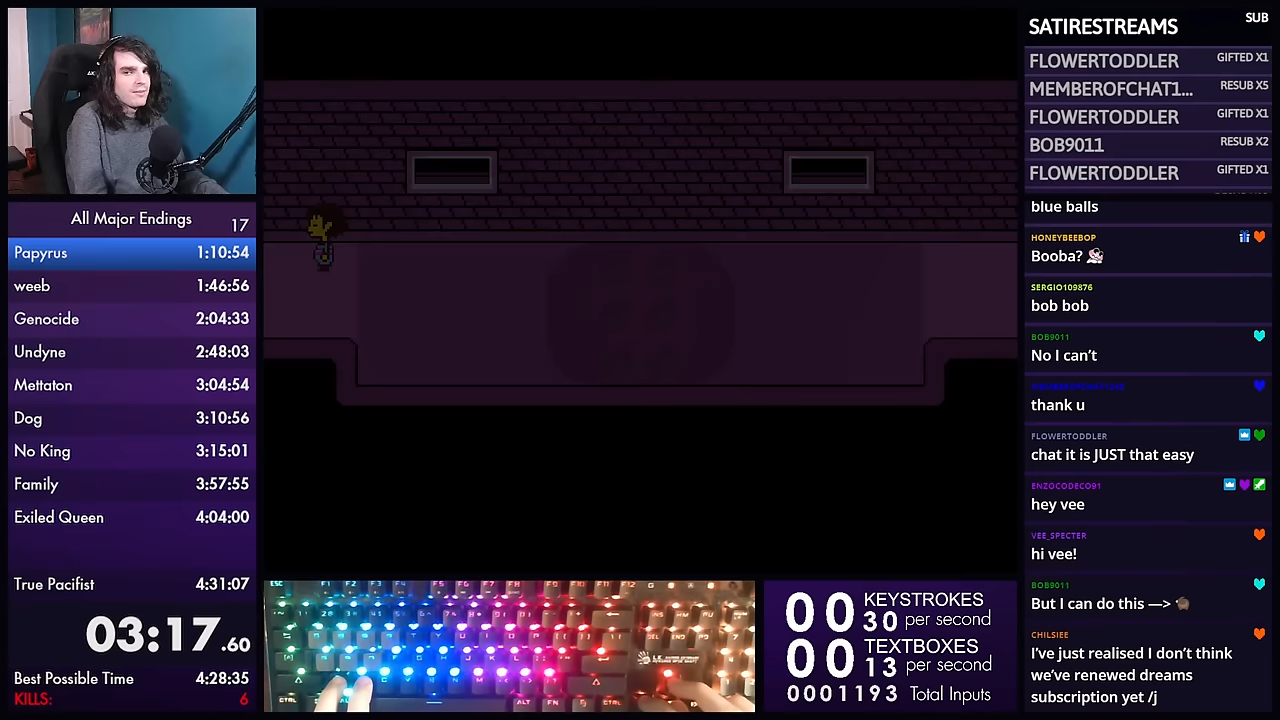 All Major Endings 17
Papyrus 1:10:54
weeb 1:46:56
Genocide 2:04:33
Undyne 2:48:03
Mettaton 3:04:54
Dog 3:10:56
No King 3:15:01
Family 3:57:55
Exiled Queen 4:04:00
True Pacifist 4:31:07
03:17.60
Best Possible Time 4:28:35
KILLS: 6
00 30 KEYSTROKES per second
00 13 TEXTBOXES per second
0001193 Total Inputs
SATIRESTREAMS SUB
FLOWERTODDLER GIFTED X1
MEMBEROFCHAT1... RESUB X5
FLOWERTODDLER GIFTED X1
BOB9011 RESUB X2
FLOWERTODDLER GIFTED X1
blue balls
HONEYBEEBOP
Booba?
SERGIO109876
bob bob
BOB9011
No I can't
thank u
FLOWERTODDLER
chat it is JUST that easy
ENZOCODECO91
hey vee
VEE_SPECTER
hi vee!
BOB9011
But I can do this —>
CHILSIEE
I've just realised I don't think
we've renewed dreams
subscription yet /j